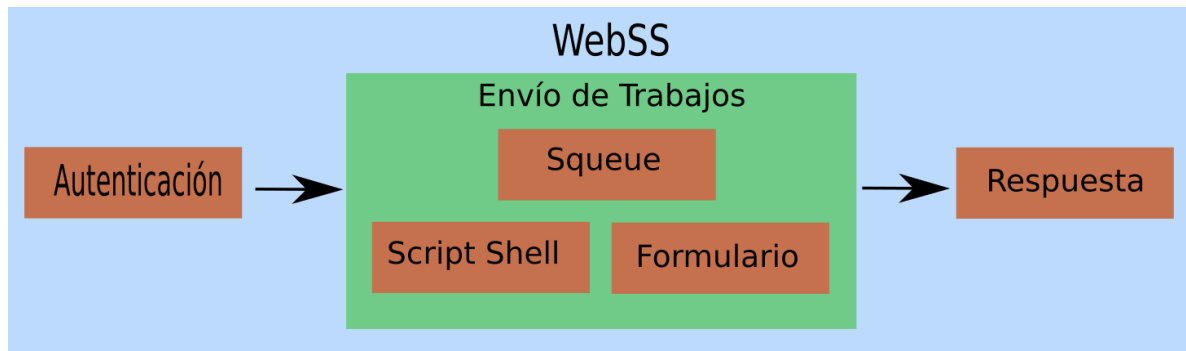 WebSS
Envío de Trabajos
Squeue
Autenticación
Respuesta
Script Shell
Formulario